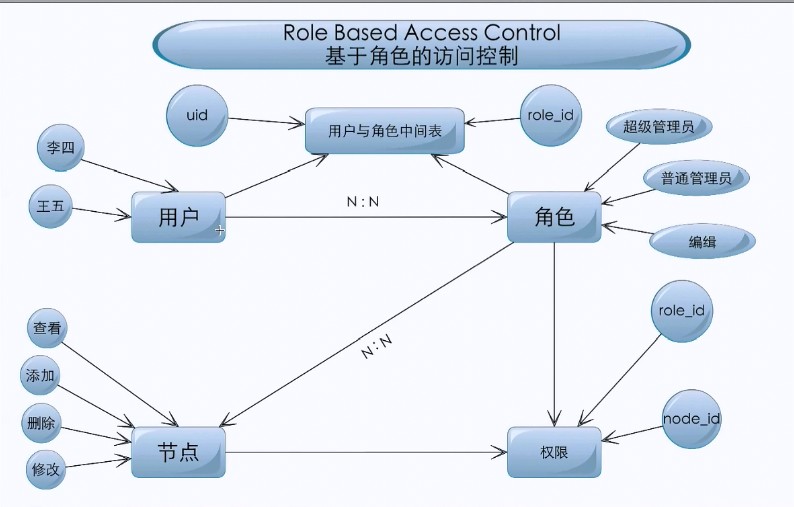 Role Based Access Control
基于角色的访问控制
uid
用户与角色中间表
role_id
超级管理员
李四
普通管理员
王五
用户
N:N
角色
编缉
查看
role_id
N:N
添加
删除
node_id
节点
权限
修改